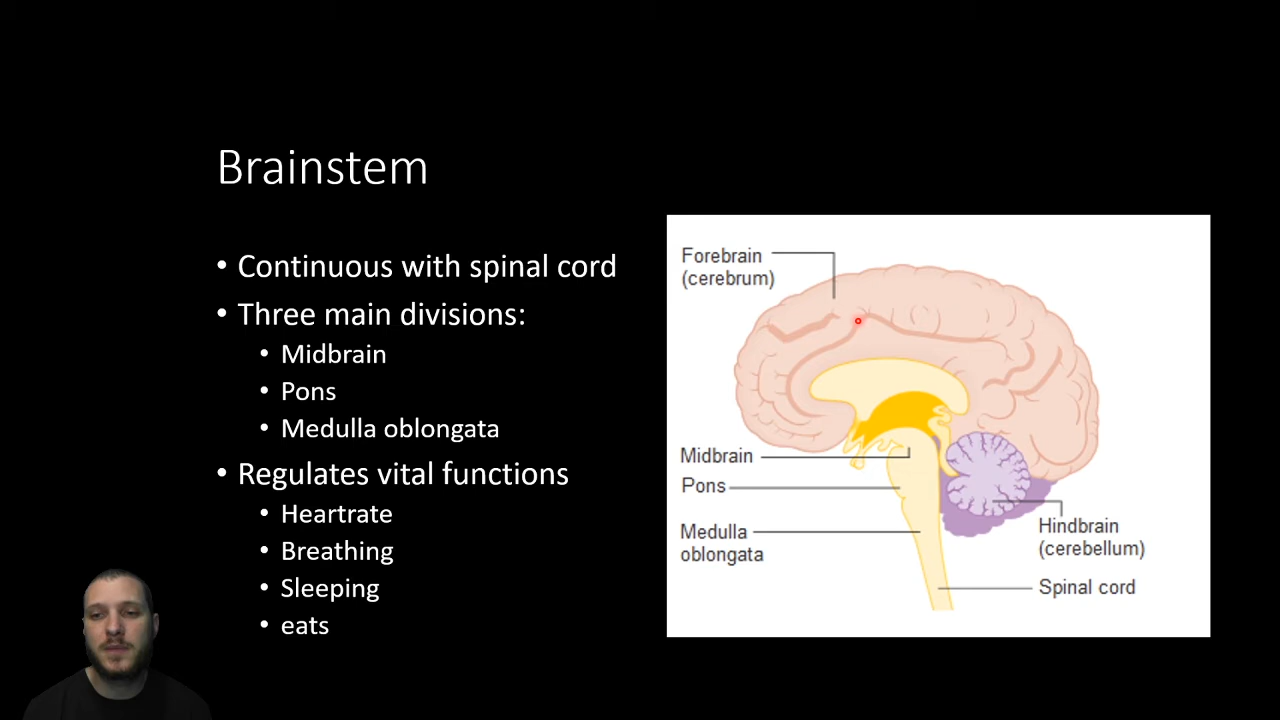 Brainstem
• Continuous with spinal cord
• Three main divisions:
• Midbrain
• Pons
• Medulla oblongata
• Regulates vital functions
• Heartrate
• Breathing
• Sleeping
• eats
Forebrain
(cerebrum)
Midbrain
Pons
Medulla
oblongata
Hindbrain
(cerebellum)
Spinal cord